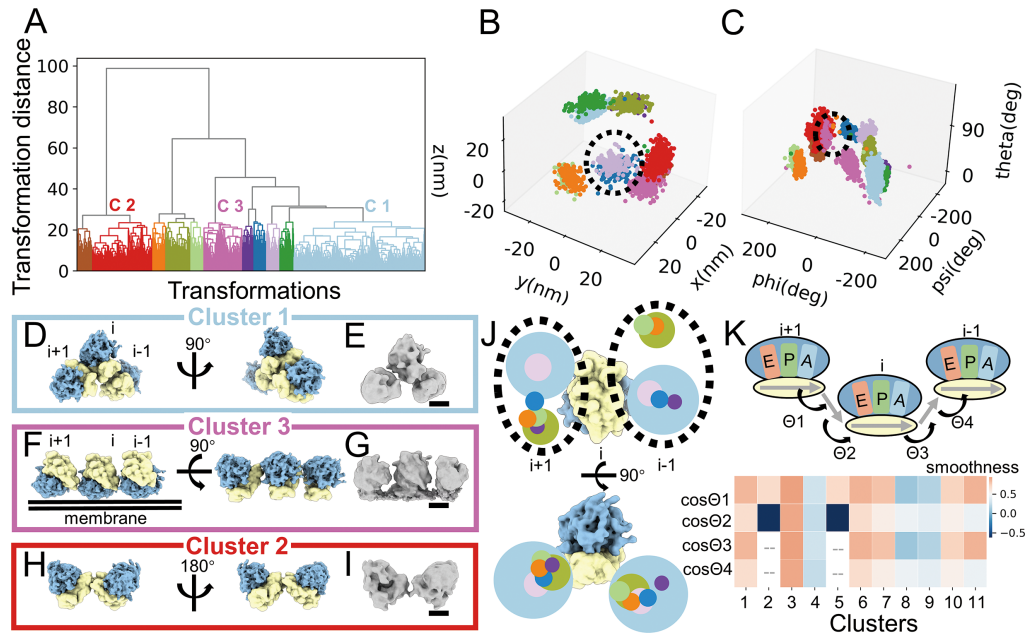 A
Transformation distance
100
80
60
40
20
0
C 2
C 3
C 1
Transformations
B
z(nm)
20
0
-20
-20
0
20
y(nm)
-20
0
20
x(nm)
C
theta(deg)
90
0
-200
0
200
psi(deg)
200
0
-200
phi(deg)
Cluster 1
D
i
i+1
i-1
90°
E
Cluster 3
F
i+1
i
i-1
membrane
90°
G
Cluster 2
H
180°
I
J
i
i+1
i-1
90°
K
i+1
i-1
i
E P A
E P A
E P A
Θ1
Θ2
Θ3
Θ4
smoothness
0.5
0.0
-0.5
cosΘ1
cosΘ2
cosΘ3
cosΘ4
-- --
-- --
1 2 3 4 5 6 7 8 9 10 11
Clusters